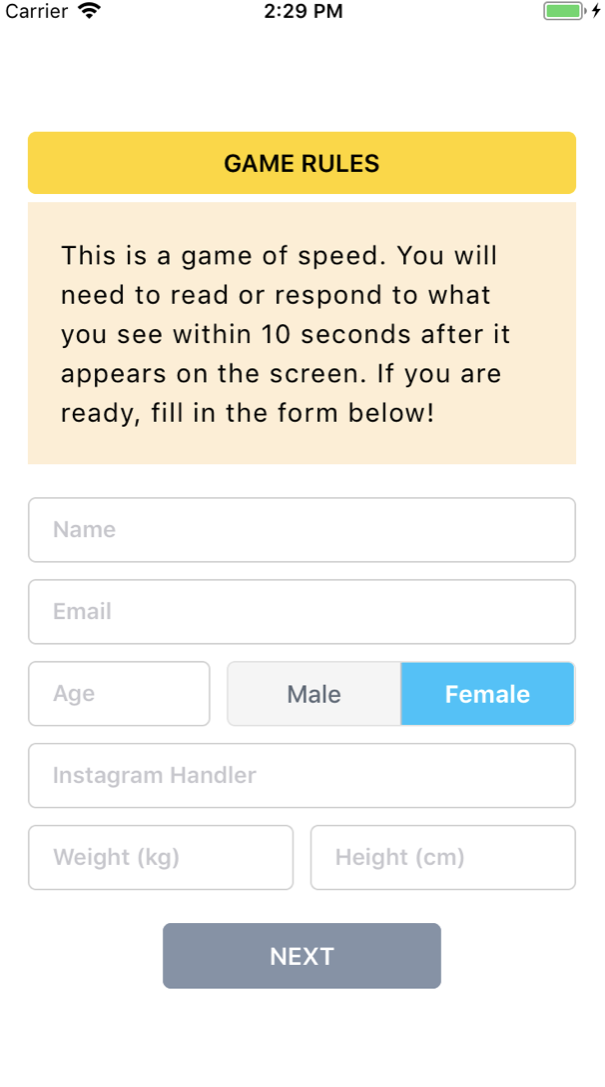 Carrier 2:29 PM
GAME RULES
This is a game of speed. You will
need to read or respond to what
you see within 10 seconds after it
appears on the screen. If you are
ready, fill in the form below!
Name
Email
Age Male Female
Instagram Handler
Weight (kg) Height (cm)
NEXT